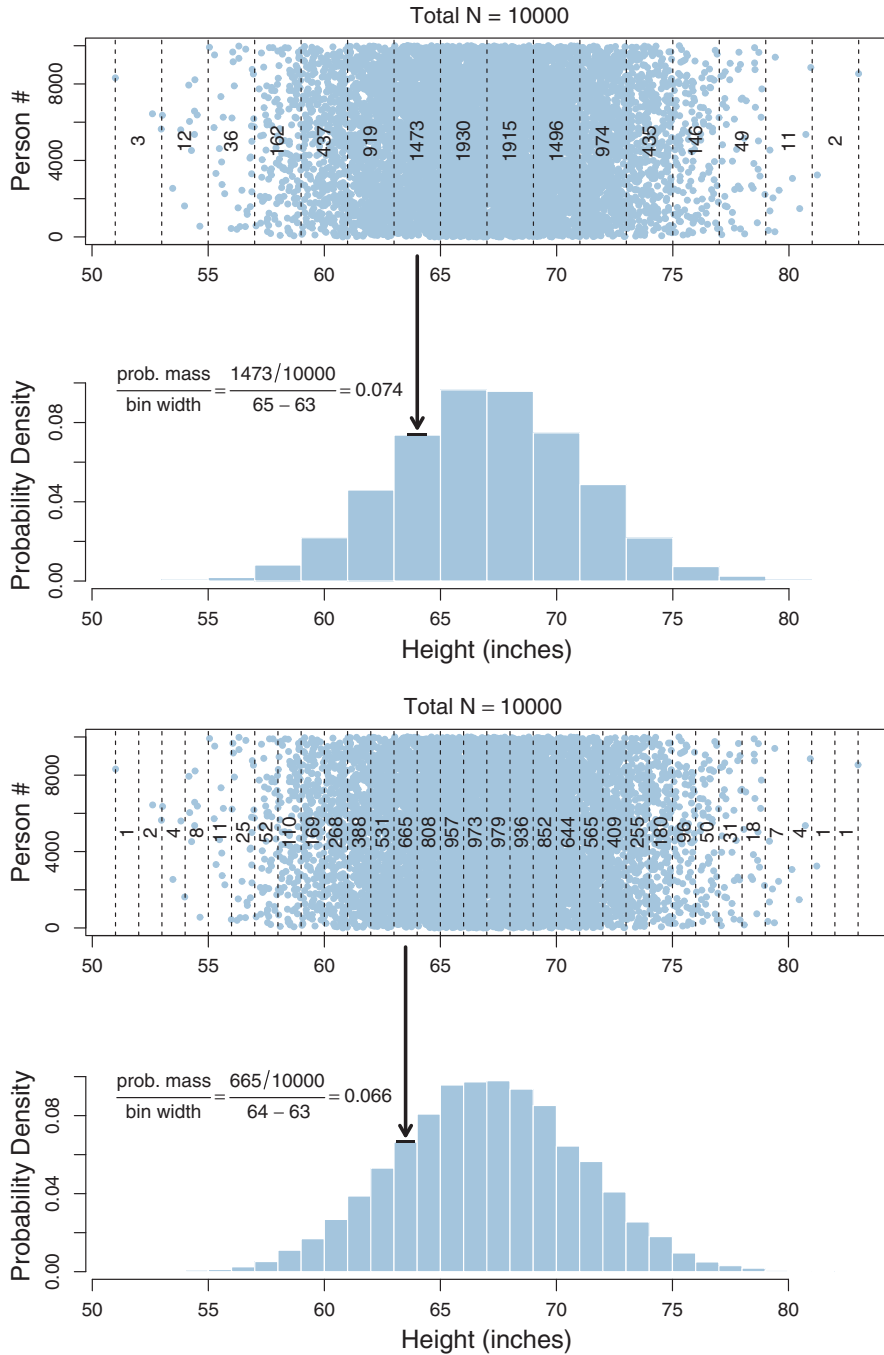 Total N = 10000
Person #
8000
4000
0
3 12 36 162 437 919 1473 1930 1915 1496 974 435 146 49 11 2
50 55 60 65 70 75 80
prob. mass / bin width = 1473/10000 / 65 − 63 = 0.074
Probability Density
0.08
0.04
0.00
50 55 60 65 70 75 80
Height (inches)
Total N = 10000
Person #
8000
4000
0
1 2 4 8 11 25 52 110 169 268 388 531 665 808 957 973 979 936 852 644 565 409 255 180 96 50 31 18 7 4 1 1
50 55 60 65 70 75 80
prob. mass / bin width = 665/10000 / 64 − 63 = 0.066
Probability Density
0.08
0.04
0.00
50 55 60 65 70 75 80
Height (inches)